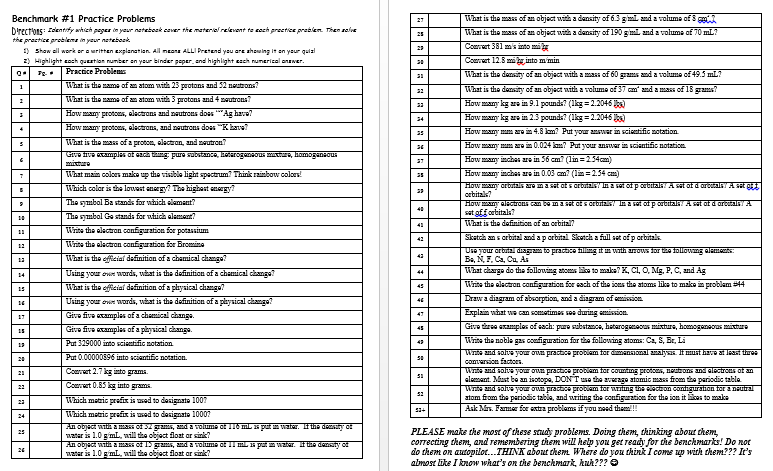 Benchmark #1 Practice Problems
Directions: Identify which pages in your notebook cover the material relevant to each practice problem. Then solve
the practice problems in your notebook.
1) Show all work or a written explanation. All means ALL! Pretend you are showing it on your quiz!
2) Highlight each question number on your binder paper, and highlight each numerical answer.
Q # Pg. # Practice Problems
1 What is the name of an atom with 23 protons and 52 neutrons?
2 What is the name of an atom with 3 protons and 4 neutrons?
3 How many protons, electrons and neutrons does Ag have?
4 How many protons, electrons, and neutrons does K have?
5 What is the mass of a proton, electron, and neutron?
6 Give five examples of each thing: pure substance, heterogeneous mixture, homogeneous
mixture
7 What main colors make up the visible light spectrum? Think rainbow colors!
8 Which color is the lowest energy? The highest energy?
9 The symbol Ba stands for which element?
10 The symbol Ge stands for which element?
11 Write the electron configuration for potassium
12 Write the electron configuration for Bromine
13 What is the official definition of a chemical change?
14 Using your own words, what is the definition of a chemical change?
15 What is the official definition of a physical change?
16 Using your own words, what is the definition of a physical change?
17 Give five examples of a chemical change.
18 Give five examples of a physical change.
19 Put 329000 into scientific notation.
20 Put 0.00000896 into scientific notation.
21 Convert 2.7 kg into grams.
22 Convert 0.85 kg into grams.
23 Which metric prefix is used to designate 100?
24 Which metric prefix is used to designate 1000?
25 An object with a mass of 32 grams, and a volume of 116 mL is put in water. If the density of
water is 1.0 g/mL, will the object float or sink?
26 An object with a mass of 15 grams, and a volume of 11 mL is put in water. If the density of
water is 1.0 g/mL, will the object float or sink?
27 What is the mass of an object with a density of 6.3 g/mL and a volume of 8 cm³?
28 What is the mass of an object with a density of 190 g/mL and a volume of 70 mL?
29 Convert 381 m/s into mi/hr
30 Convert 12.8 mi/hr into m/min
31 What is the density of an object with a mass of 60 grams and a volume of 49.5 mL?
32 What is the density of an object with a volume of 37 cm³ and a mass of 18 grams?
33 How many kg are in 9.1 pounds? (1kg = 2.2046 lbs)
34 How many kg are in 2.3 pounds? (1kg = 2.2046 lbs)
35 How many mm are in 4.8 km? Put your answer in scientific notation.
36 How many mm are in 0.024 km? Put your answer in scientific notation.
37 How many inches are in 56 cm? (1in = 2.54cm)
38 How many inches are in 0.03 cm? (1in = 2.54 cm)
39 How many orbitals are in a set of s orbitals? In a set of p orbitals? A set of d orbitals? A set of f
orbitals?
40 How many electrons can be in a set of s orbitals? In a set of p orbitals? A set of d orbitals? A
set of f orbitals?
41 What is the definition of an orbital?
42 Sketch an s orbital and a p orbital. Sketch a full set of p orbitals.
43 Use your orbital diagram to practice filling it in with arrows for the following elements:
Be, N, F, Ca, Cu, As
44 What charge do the following atoms like to make? K, Cl, O, Mg, P, C, and Ag
45 Write the electron configuration for each of the ions the atoms like to make in problem #44
46 Draw a diagram of absorption, and a diagram of emission.
47 Explain what we can sometimes see during emission.
48 Give three examples of each: pure substance, heterogeneous mixture, homogeneous mixture
49 Write the noble gas configuration for the following atoms: Ca, S, Br, Li
50 Write and solve your own practice problem for dimensional analysis. It must have at least three
conversion factors.
51 Write and solve your own practice problem for counting protons, neutrons and electrons of an
element. Must be an isotope, DON'T use the average atomic mass from the periodic table.
52 Write and solve your own practice problem for writing the electron configuration for a neutral
atom from the periodic table, and writing the configuration for the ion it likes to make
53+ Ask Mrs. Farmer for extra problems if you need them!!!
PLEASE make the most of these study problems. Doing them, thinking about them,
correcting them, and remembering them will help you get ready for the benchmarks! Do not
do them on autopilot...THINK about them. Where do you think I come up with them??? It's
almost like I know what's on the benchmark, huh??? ☺